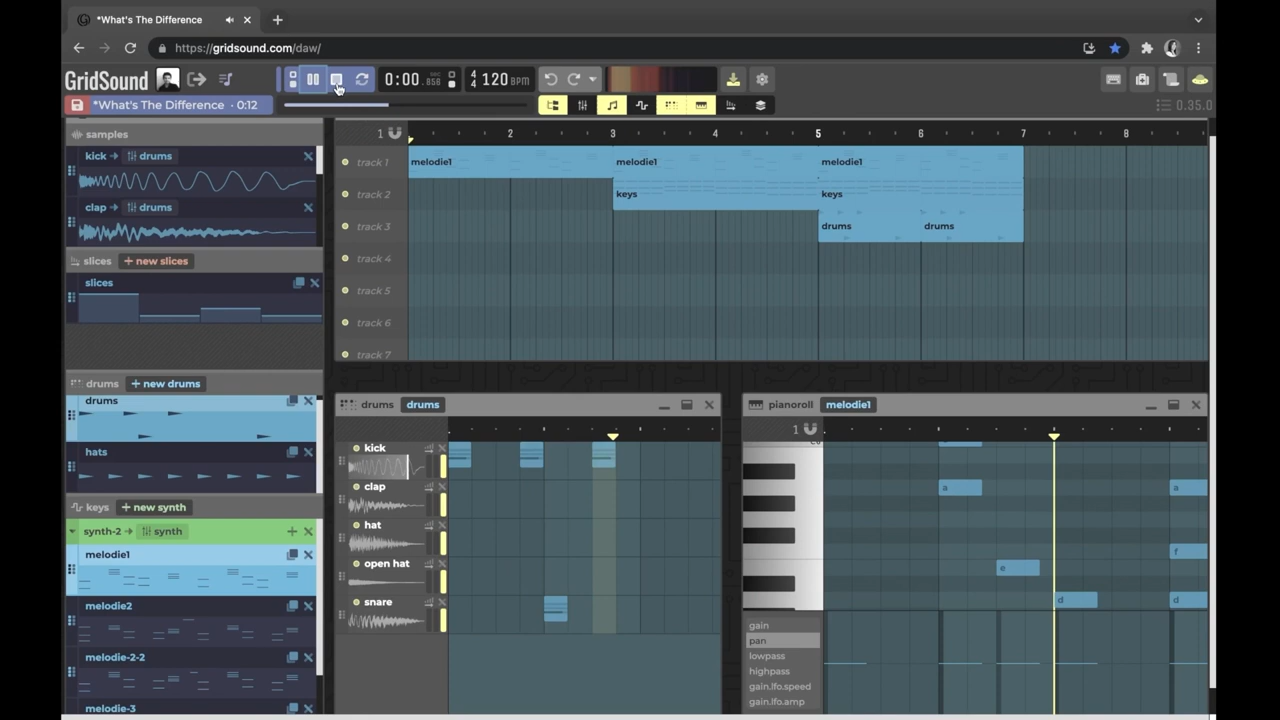 *What's The Difference
https://gridsound.com/daw/
GridSound
0:00 .858 SEC
4 4 120 BPM
*What's The Difference · 0:12
0.35.0
samples
kick drums
clap drums
slices + new slices
slices
drums + new drums
drums
hats
keys + new synth
synth-2 synth
melodie1
melodie2
melodie-2-2
melodie-3
1 2 3 4 5 6 7 8
track 1 melodie1 melodie1 melodie1
track 2 keys keys
track 3 drums drums
track 4
track 5
track 6
track 7
drums drums
kick
clap
hat
open hat
snare
pianoroll melodie1
1
a a
f
e
d d
gain
pan
lowpass
highpass
gain.lfo.speed
gain.lfo.amp